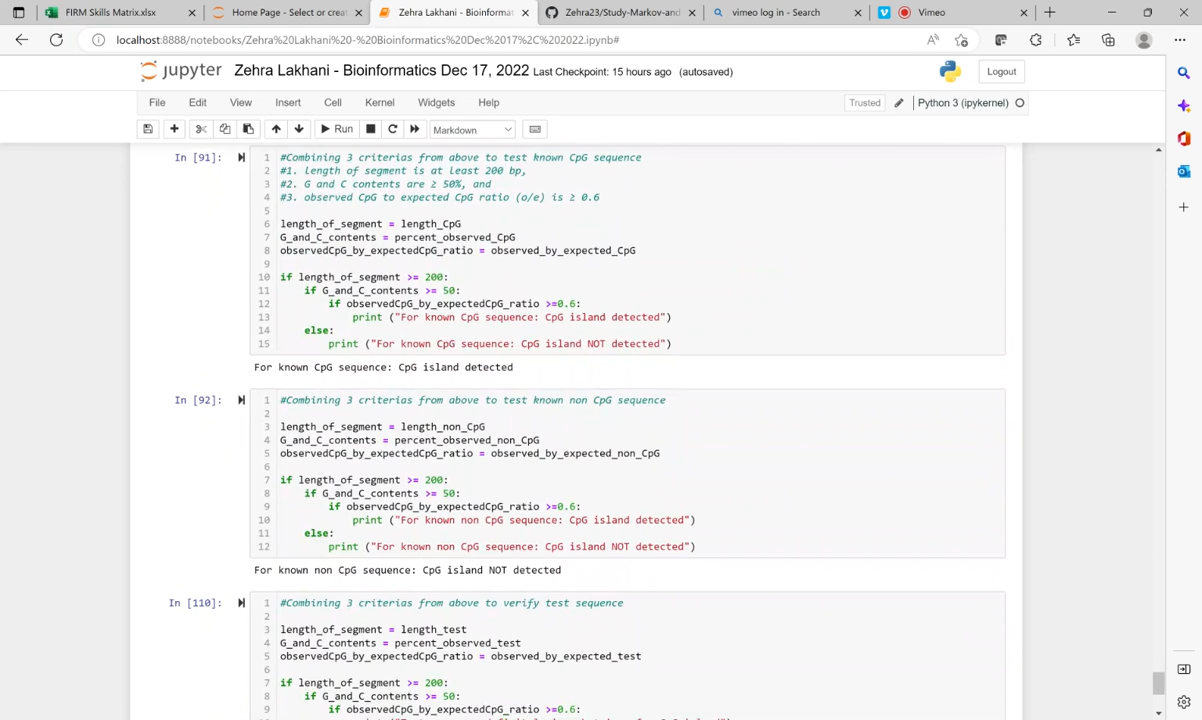 FIRM Skills Matrix.xlsx
Home Page - Select or creat
Zehra Lakhani - Bioinformat
Zehra23/Study-Markov-and
vimeo log in - Search
Vimeo
localhost:8888/notebooks/Zehra%20Lakhani%20-%20Bioinformatics%20Dec%2017%2C%202022.ipynb#
jupyter Zehra Lakhani - Bioinformatics Dec 17, 2022 Last Checkpoint: 15 hours ago (autosaved)
Logout
File Edit View Insert Cell Kernel Widgets Help
Trusted Python 3 (ipykernel)
Run Markdown
In [91]:
1 #Combining 3 criterias from above to test known CpG sequence
2 #1. length of segment is at least 200 bp,
3 #2. G and C contents are ≥ 50%, and
4 #3. observed CpG to expected CpG ratio (o/e) is ≥ 0.6
5
6 length_of_segment = length_CpG
7 G_and_C_contents = percent_observed_CpG
8 observedCpG_by_expectedCpG_ratio = observed_by_expected_CpG
9
10 if length_of_segment >= 200:
11 if G_and_C_contents >= 50:
12 if observedCpG_by_expectedCpG_ratio >=0.6:
13 print ("For known CpG sequence: CpG island detected")
14 else:
15 print ("For known CpG sequence: CpG island NOT detected")
For known CpG sequence: CpG island detected
In [92]:
1 #Combining 3 criterias from above to test known non CpG sequence
2
3 length_of_segment = length_non_CpG
4 G_and_C_contents = percent_observed_non_CpG
5 observedCpG_by_expectedCpG_ratio = observed_by_expected_non_CpG
6
7 if length_of_segment >= 200:
8 if G_and_C_contents >= 50:
9 if observedCpG_by_expectedCpG_ratio >=0.6:
10 print ("For known non CpG sequence: CpG island detected")
11 else:
12 print ("For known non CpG sequence: CpG island NOT detected")
For known non CpG sequence: CpG island NOT detected
In [110]:
1 #Combining 3 criterias from above to verify test sequence
2
3 length_of_segment = length_test
4 G_and_C_contents = percent_observed_test
5 observedCpG_by_expectedCpG_ratio = observed_by_expected_test
6
7 if length_of_segment >= 200:
8 if G_and_C_contents >= 50:
9 if observedCpG_by_expectedCpG_ratio >=0.6: